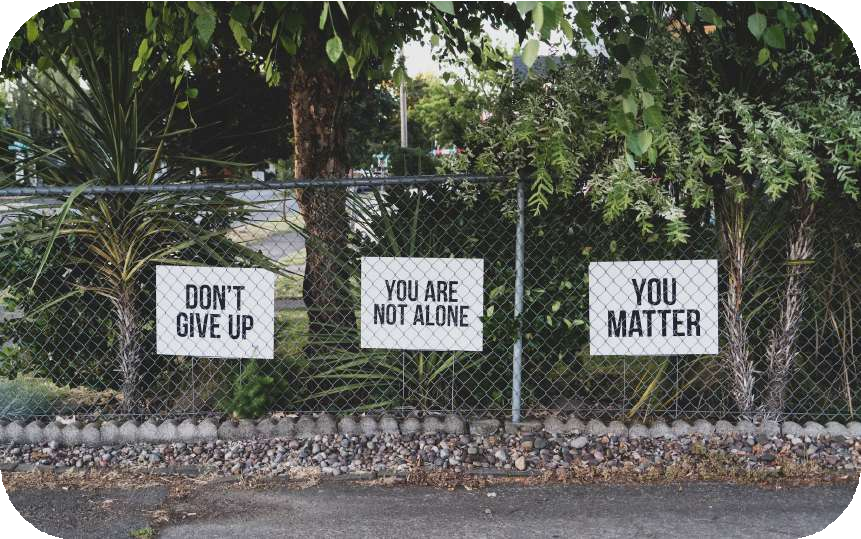 DON'T
GIVE UP
YOU ARE
NOT ALONE
YOU
MATTER